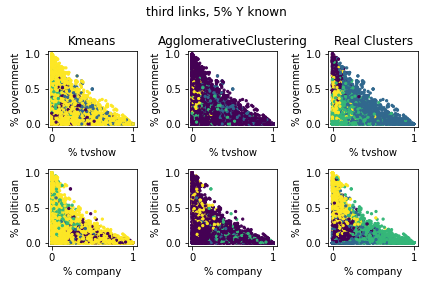 third links, 5% Y known
Kmeans
AgglomerativeClustering
Real Clusters
% government
1.0
0.5
0.0
0
1
% tvshow
% government
1.0
0.5
0.0
0
1
% tvshow
% government
1.0
0.5
0.0
0
1
% tvshow
% politician
1.0
0.5
0.0
0
1
% company
% politician
1.0
0.5
0.0
0
1
% company
% politician
1.0
0.5
0.0
0
1
% company